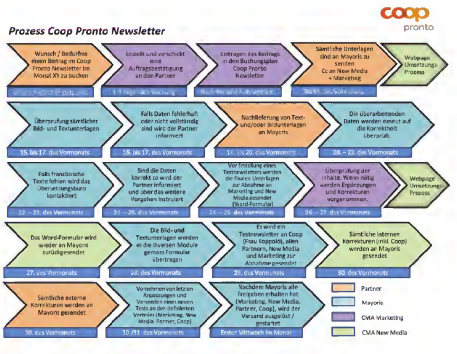 coop
pronto
Prozess Coop Pronto Newsletter
Wunsch / Bedürfnis
einen Beitrag im Coop
Pronto Newsletter im
Monat XY zu buchen
Erstellt und verschickt
eine
Auftragsbestätigung
an den Partner
Eintragen des Beitrags
in den Buchungsplan
Coop Pronto
Newsletter
Sämtliche Unterlagen
sind an Mayoris zu
senden
Cc an New Media
+ Marketing
Webpage
Umsetzungs-
Prozess
Überprüfung sämtlicher
Bild- und Textunterlagen
Falls Daten fehlerhaft
oder nicht vollständig
sind wird der Partner
informiert
Nachlieferung von Text-
und/oder Bildunterlagen
an Mayoris
Die überarbeitenden
Daten werden erneut auf
die Korrektheit
überprüft.
15. bis 17. des Vormonats
15. bis 17. des Vormonats
18. bis 20. des Vormonats
20. – 22. des Vormonats
Falls französische
Texte fehlen wird das
Übersetzungsbüro
kontaktiert
Sind die Daten
korrekt so wird der
Partner informiert
und über das weitere
Vorgehen instruiert
Vor Erstellung eines
Testnewsletters werden
die finalen Unterlagen
zur Abnahme an
Marketing und New
Media gesendet
(Word-Formular)
Überprüfung der
Inhalte. Wenn nötig
werden Ergänzungen
und Korrekturen
vorgenommen.
Webpage
Umsetzungs-
Prozess
22. – 23. des Vormonats
24. – 25. des Vormonats
24. – 25. des Vormonats
26. – 27. des Vormonats
Das Word-Formular wird
wieder an Mayoris
zurückgesendet
Die Bild- und
Textunterlagen werden
in die diversen Module
gemäss Formular
übertragen
Es wird ein
Testnewsletter an Coop
(Frau Roppold), allen
Partnern, New Media
und Marketing zur
Abnahme gesendet
Sämtliche internen
Korrekturen (inkl. Coop)
werden an Mayoris
gesendet
27. des Vormonats
28. des Vormonats
29. des Vormonats
30. des Vormonats
Sämtliche externe
Korrekturen werden an
Mayoris gesendet
Vornehmen von letzten
Anpassungen und
Versenden eines neuen
Tests an den definierten
Verteiler (Marketing, New
Media, Partner, Coop)
Nachdem Mayoris alle
Freigaben erhalten hat
(Marketing, New Media,
Coop, Partner), wird der
Versand ausgelöst /
gestartet
30. des Vormonats
30./31. des Vormonats
Erster Mittwoch im Monat
Partner
Mayoris
CMA Marketing
CMA New Media